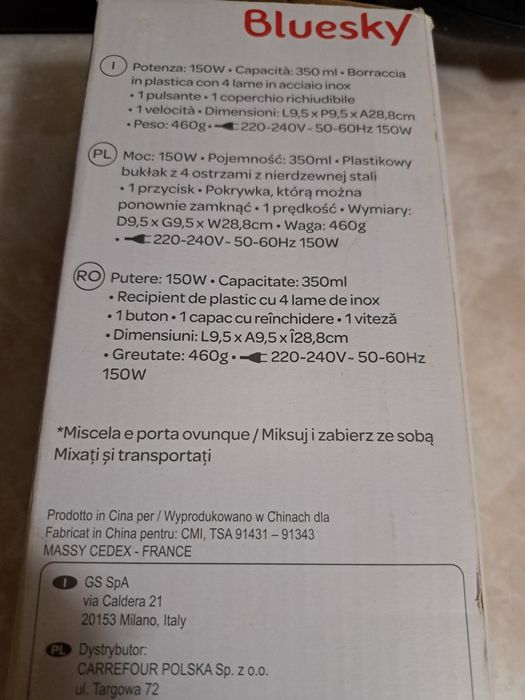 Bluesky
I Potenza: 150W • Capacità: 350 ml • Borraccia
in plastica con 4 lame in acciaio inox
• 1 pulsante • 1 coperchio richiudibile
• 1 velocità • Dimensioni: L9,5 x P9,5 x A28,8cm
• Peso: 460g • 220-240V~ 50-60Hz 150W
PL Moc: 150W • Pojemność: 350ml • Plastikowy
bukłak z 4 ostrzami z nierdzewnej stali
• 1 przycisk • Pokrywka, którą można
ponownie zamknąć • 1 prędkość • Wymiary:
D9,5 x G9,5 x W28,8cm • Waga: 460g
• 220-240V~ 50-60Hz 150W
RO Putere: 150W • Capacitate: 350ml
• Recipient de plastic cu 4 lame de inox
• 1 buton • 1 capac cu reînchidere • 1 viteză
• Dimensiuni: L9,5 x A9,5 x Î28,8cm
• Greutate: 460g • 220-240V~ 50-60Hz
150W
*Miscela e porta ovunque / Miksuj i zabierz ze sobą
Mixați și transportați
Prodotto in Cina per / Wyprodukowano w Chinach dla
Fabricat in China pentru: CMI, TSA 91431 – 91343
MASSY CEDEX - FRANCE
I GS SpA
via Caldera 21
20153 Milano, Italy
PL Dystrybutor:
CARREFOUR POLSKA Sp. z o.o.
ul. Targowa 72